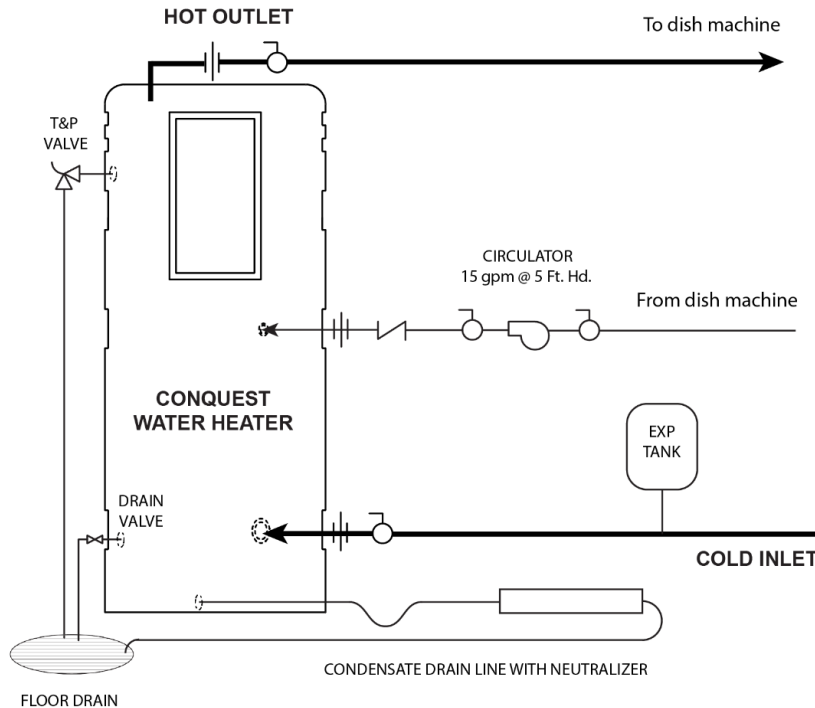 HOT OUTLET
To dish machine
T&P
VALVE
CIRCULATOR
15 gpm @ 5 Ft. Hd.
From dish machine
CONQUEST
WATER HEATER
EXP
TANK
DRAIN
VALVE
COLD INLET
CONDENSATE DRAIN LINE WITH NEUTRALIZER
FLOOR DRAIN